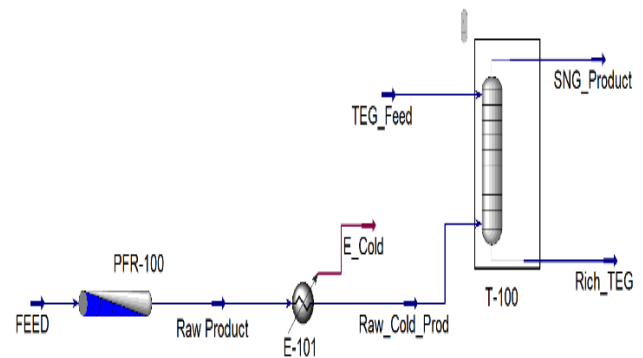 SNG_Product
TEG_Feed
E_Cold
PFR-100
Rich_TEG
T-100
FEED
Raw Product
Raw_Cold_Prod
E-101